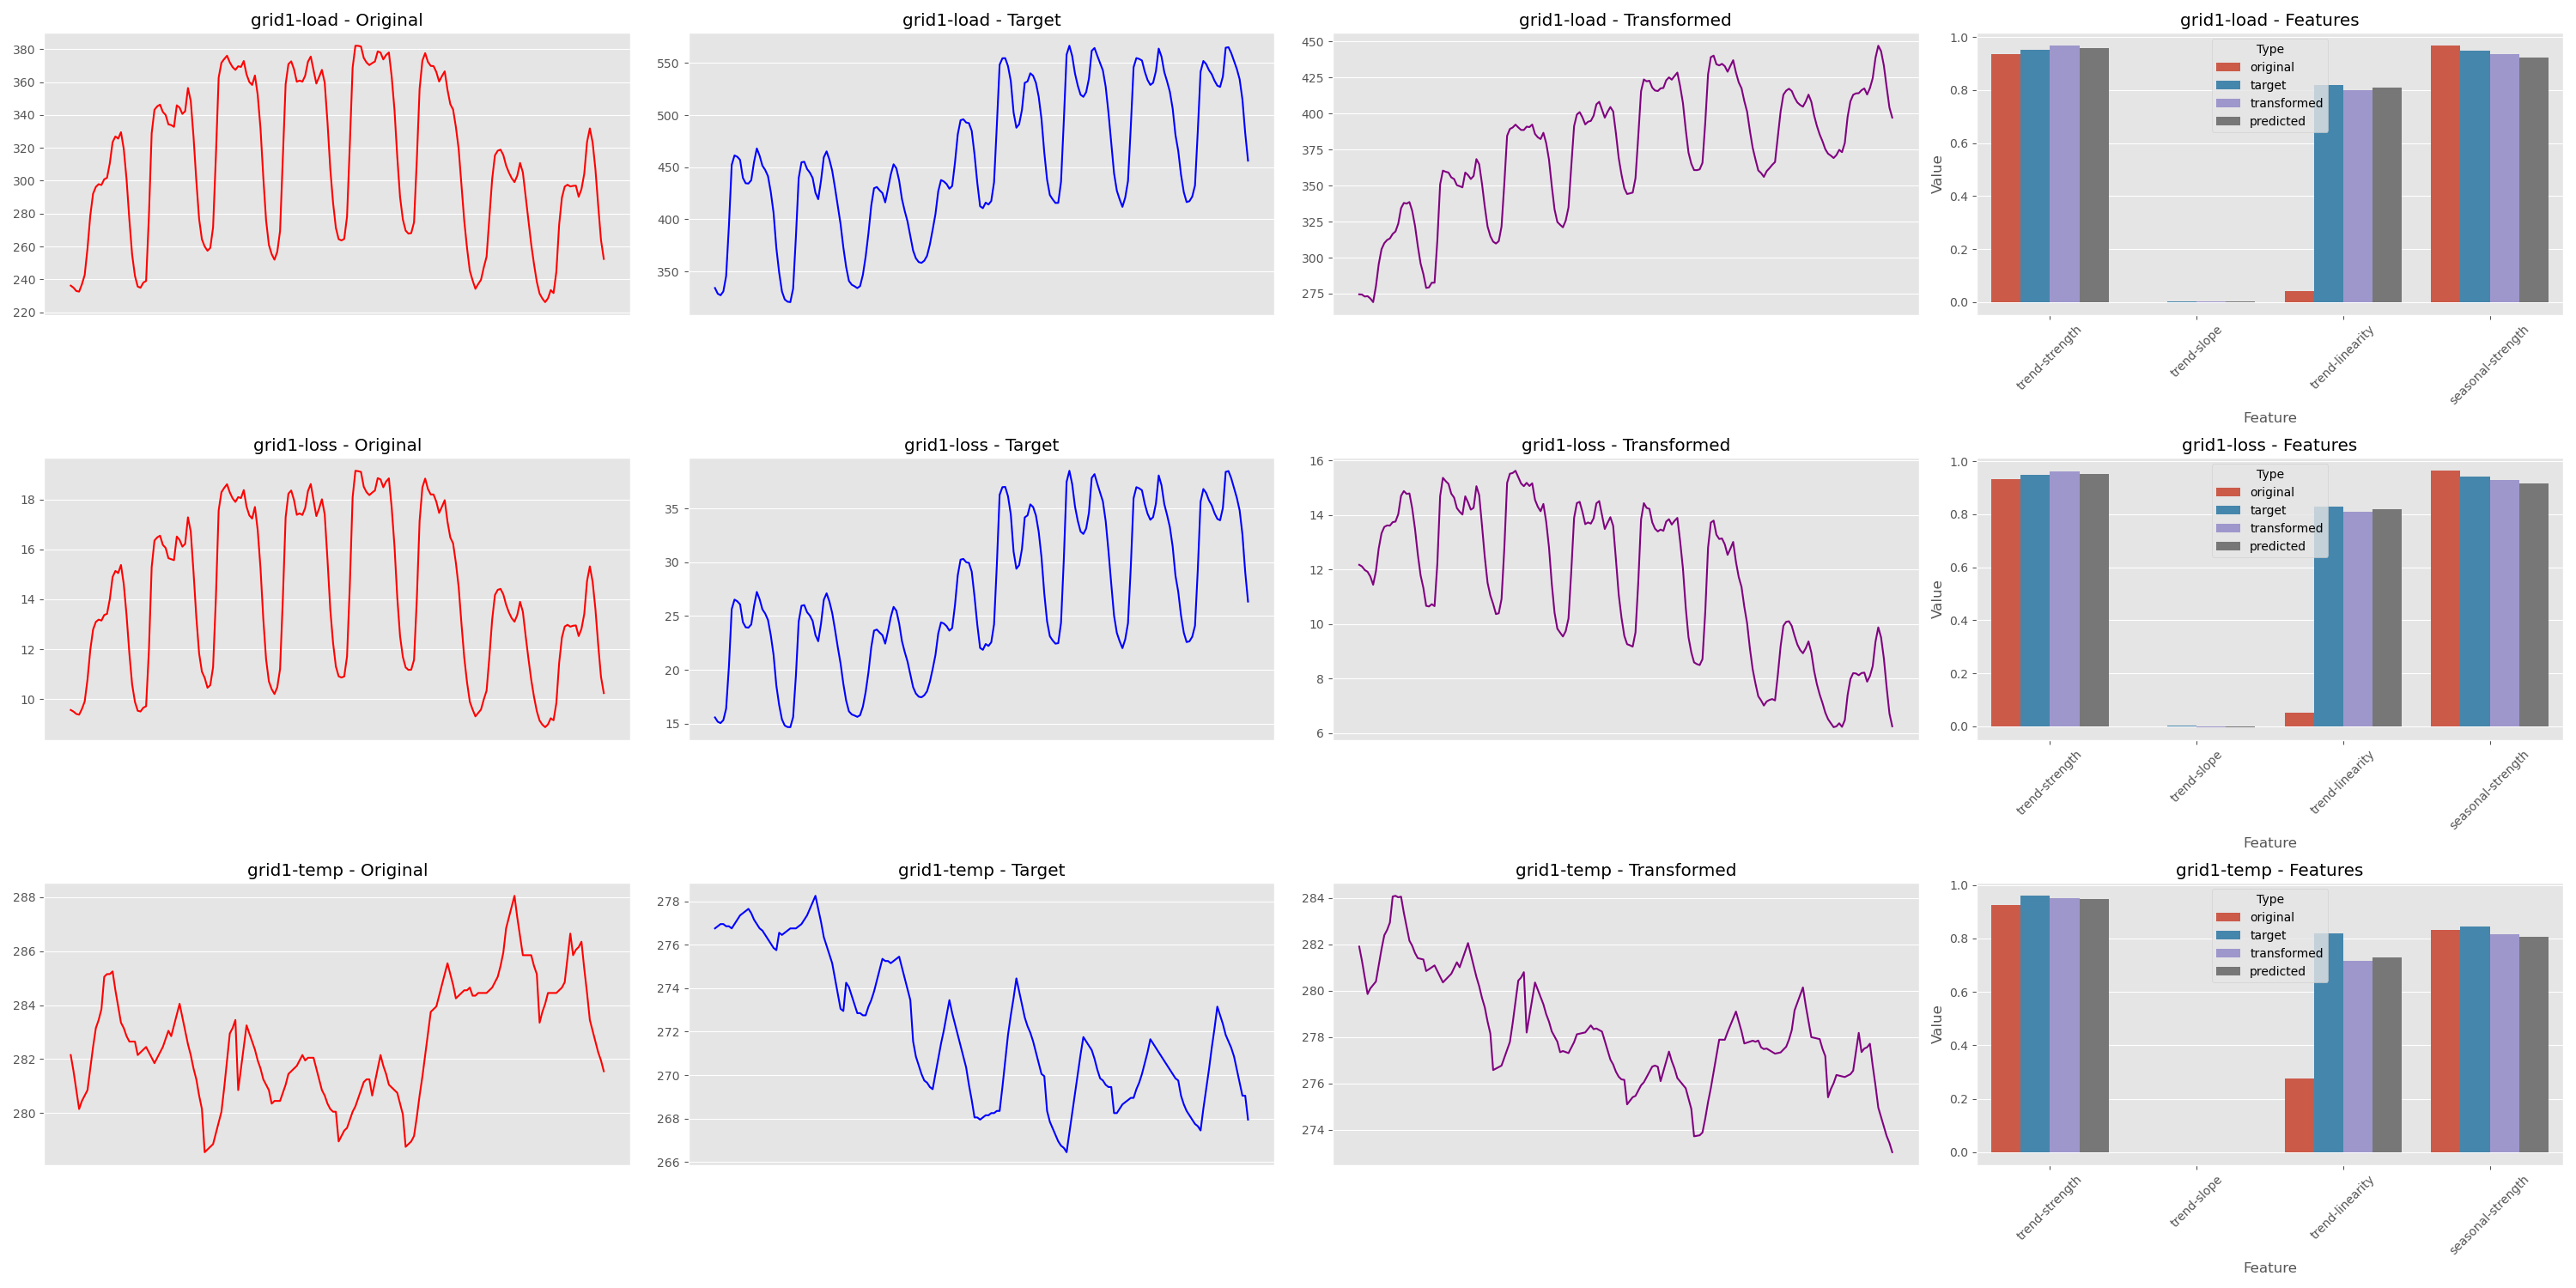 grid1-load - Original
380
360
340
320
300
280
260
240
220
grid1-load - Target
550
500
450
400
350
grid1-load - Transformed
450
425
400
375
350
325
300
275
grid1-load - Features
Value
1.0
0.8
0.6
0.4
0.2
0.0
Type
original
target
transformed
predicted
trend-strength
trend-slope
trend-linearity
seasonal-strength
Feature
grid1-loss - Original
18
16
14
12
10
grid1-loss - Target
35
30
25
20
15
grid1-loss - Transformed
16
14
12
10
8
6
grid1-loss - Features
Value
1.0
0.8
0.6
0.4
0.2
0.0
Type
original
target
transformed
predicted
trend-strength
trend-slope
trend-linearity
seasonal-strength
Feature
grid1-temp - Original
288
286
284
282
280
grid1-temp - Target
278
276
274
272
270
268
266
grid1-temp - Transformed
284
282
280
278
276
274
grid1-temp - Features
Value
1.0
0.8
0.6
0.4
0.2
0.0
Type
original
target
transformed
predicted
trend-strength
trend-slope
trend-linearity
seasonal-strength
Feature